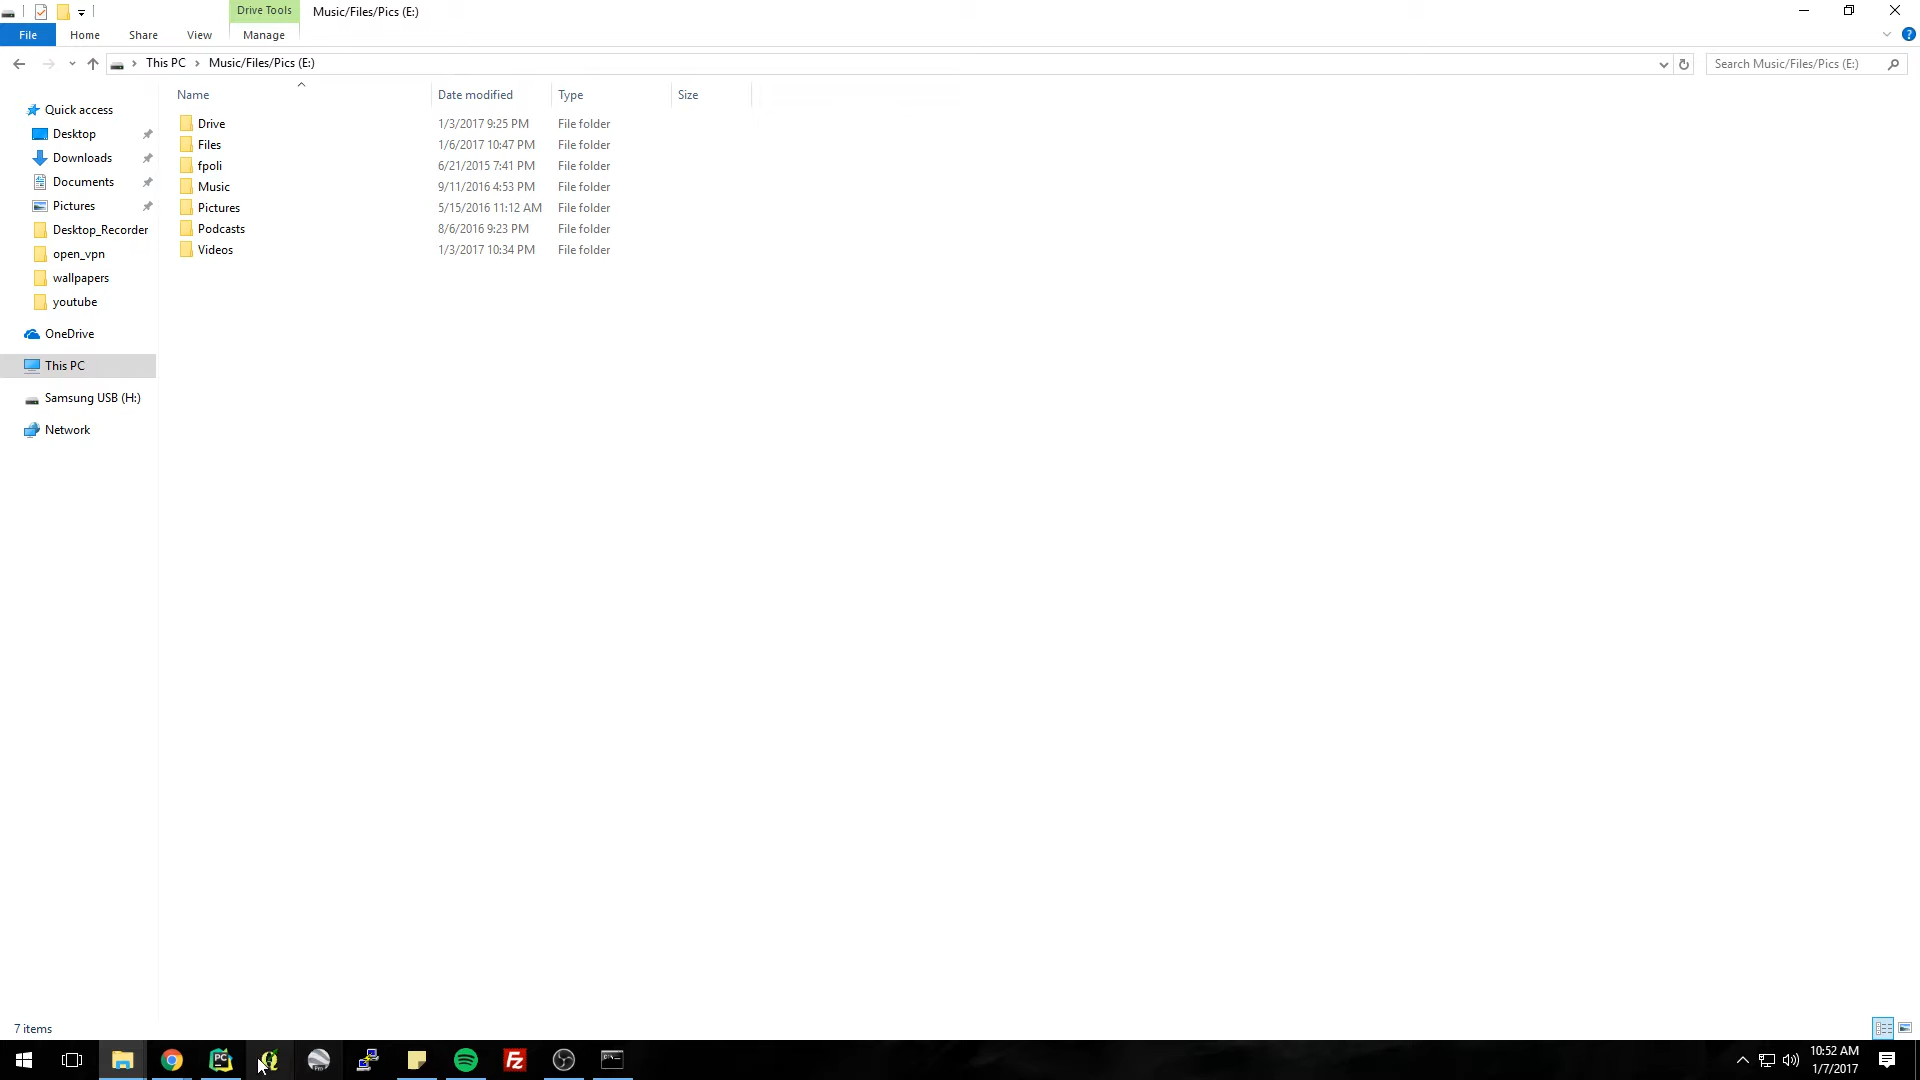 Drive Tools Music/Files/Pics (E:)
File Home Share View Manage
This PC Music/Files/Pics (E:) Search Music/Files/Pics (E:)
Name Date modified Type Size
Quick access
Desktop
Downloads
Documents
Pictures
Desktop_Recorder
open_vpn
wallpapers
youtube
OneDrive
This PC
Samsung USB (H:)
Network
Drive 1/3/2017 9:25 PM File folder
Files 1/6/2017 10:47 PM File folder
fpoli 6/21/2015 7:41 PM File folder
Music 9/11/2016 4:53 PM File folder
Pictures 5/15/2016 11:12 AM File folder
Podcasts 8/6/2016 9:23 PM File folder
Videos 1/3/2017 10:34 PM File folder
7 items
PC
Fz
10:52 AM
1/7/2017